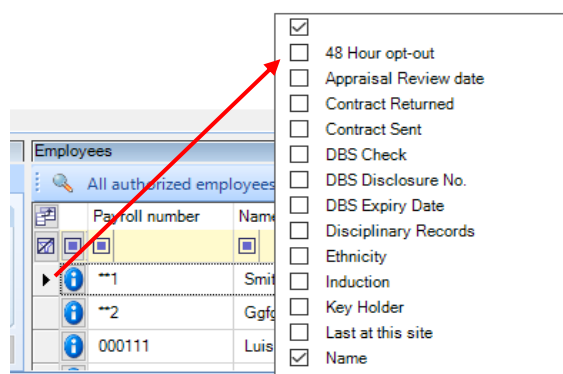 48 Hour opt-out
Appraisal Review date
Contract Returned
Contract Sent
DBS Check
DBS Disclosure No.
DBS Expiry Date
Disciplinary Records
Ethnicity
Induction
Key Holder
Last at this site
Name
Employees
All authorized employees
Payroll number Name
**1 Smit
**2 Ggfg
000111 Luis